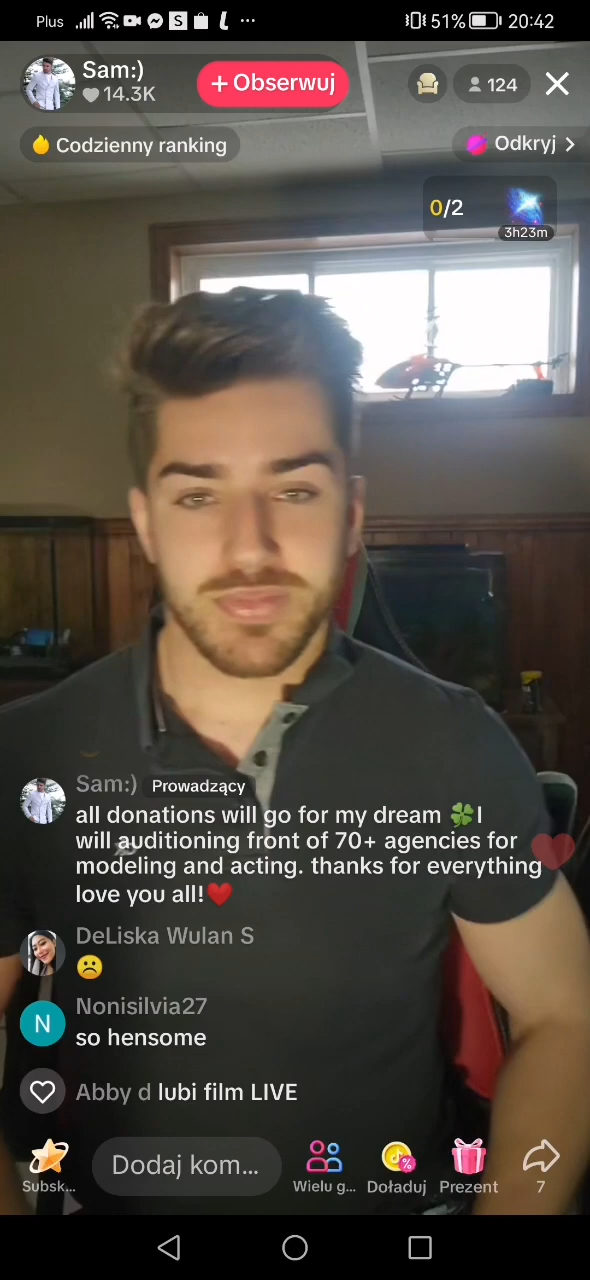 Plus 51% 20:42
Sam:)
14.3K
+ Obserwuj
124
Codzienny ranking
Odkryj
0/2
3h23m
Sam:) Prowadzący
all donations will go for my dream 🍀I
will auditioning front of 70+ agencies for
modeling and acting. thanks for everything
love you all!❤️
DeLiska Wulan S
☹️
N
Nonisilvia27
so hensome
Abby d lubi film LIVE
Dodaj kom...
Subsk...
Wielu g...
Doładuj
Prezent
7